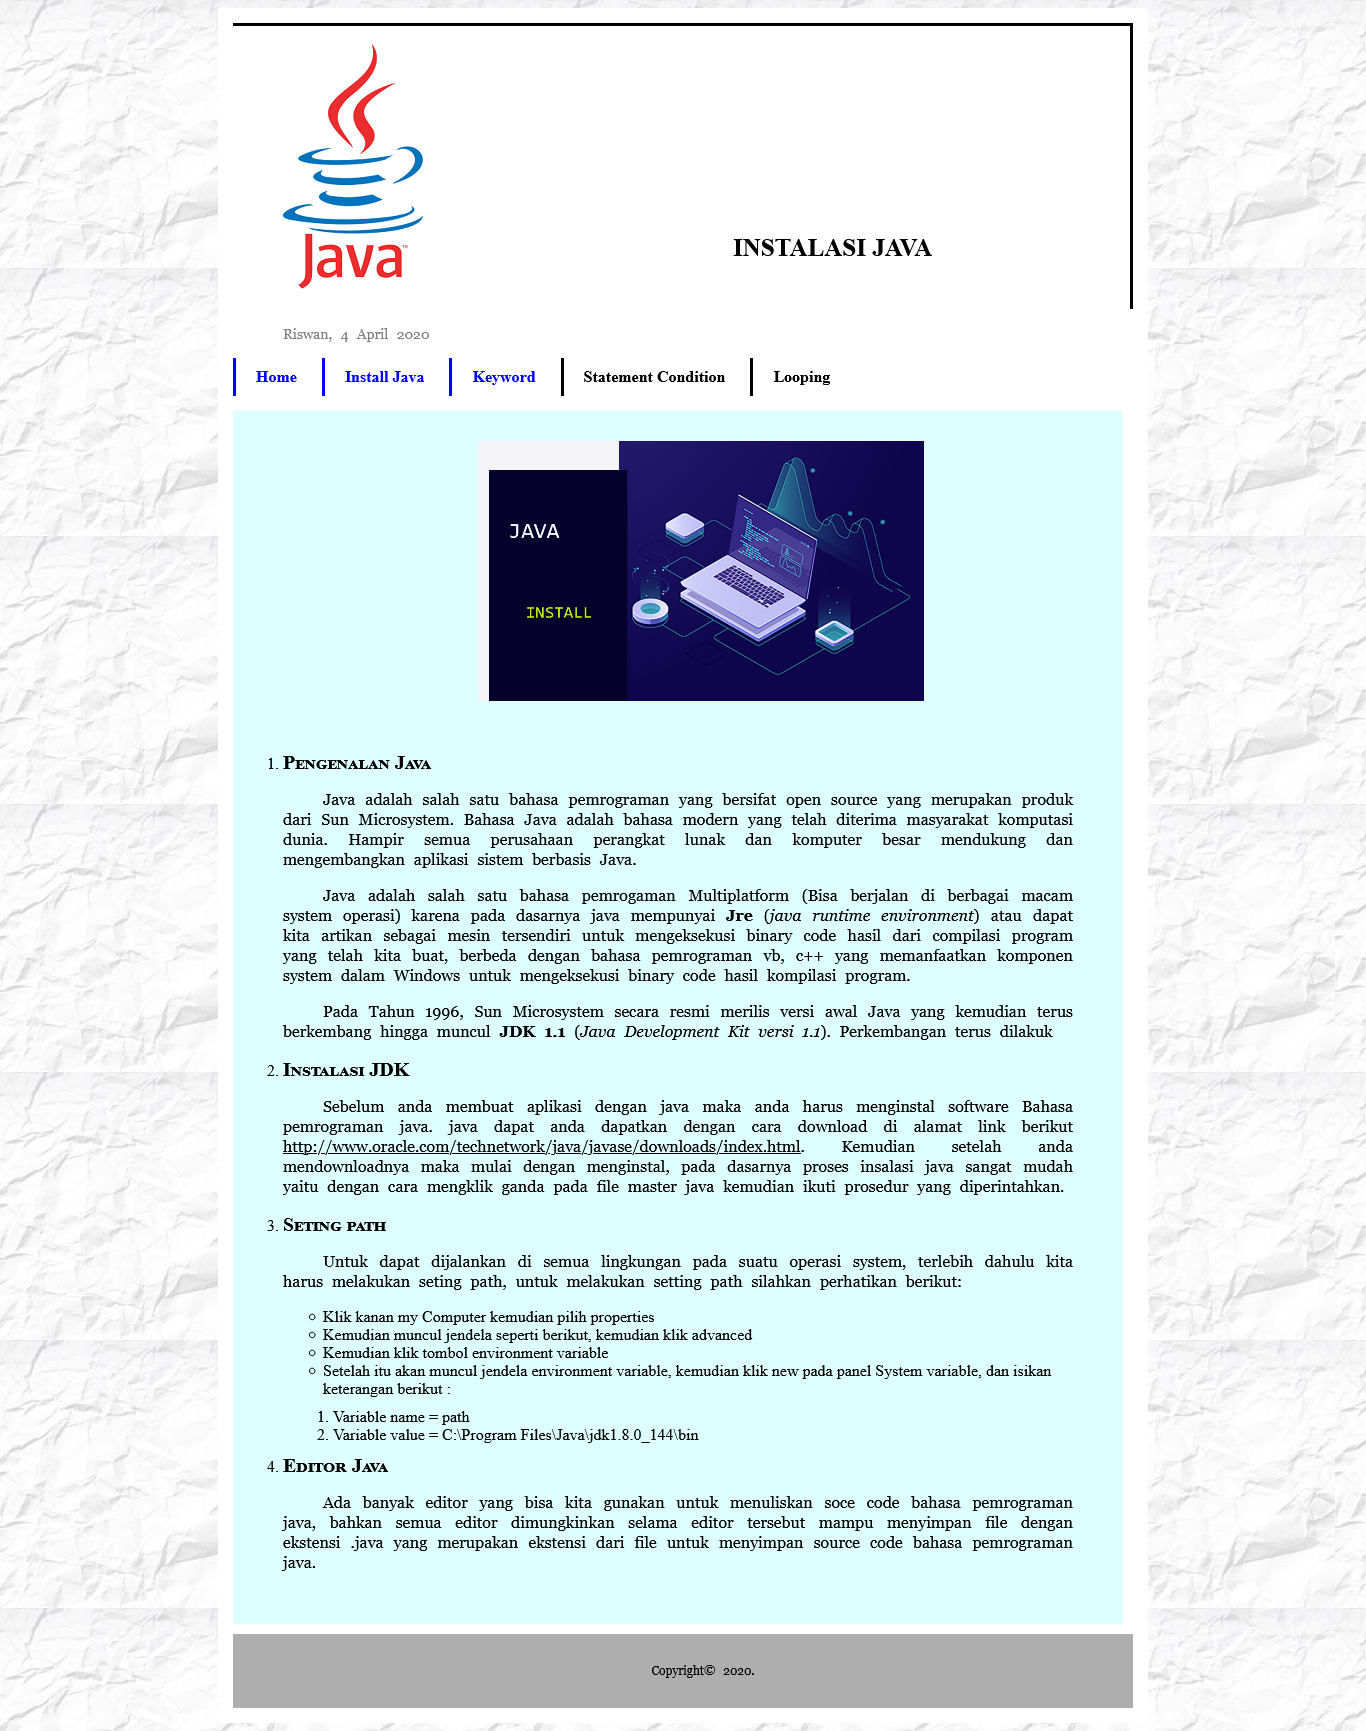 Java™
INSTALASI JAVA
Riswan, 4 April 2020
Home Install Java Keyword Statement Condition Looping
JAVA
INSTALL
1. Pengenalan Java
Java adalah salah satu bahasa pemrograman yang bersifat open source yang merupakan produk
dari Sun Microsystem. Bahasa Java adalah bahasa modern yang telah diterima masyarakat komputasi
dunia. Hampir semua perusahaan perangkat lunak dan komputer besar mendukung dan
mengembangkan aplikasi sistem berbasis Java.
Java adalah salah satu bahasa pemrogaman Multiplatform (Bisa berjalan di berbagai macam
system operasi) karena pada dasarnya java mempunyai Jre (java runtime environment) atau dapat
kita artikan sebagai mesin tersendiri untuk mengeksekusi binary code hasil dari compilasi program
yang telah kita buat, berbeda dengan bahasa pemrograman vb, c++ yang memanfaatkan komponen
system dalam Windows untuk mengeksekusi binary code hasil kompilasi program.
Pada Tahun 1996, Sun Microsystem secara resmi merilis versi awal Java yang kemudian terus
berkembang hingga muncul JDK 1.1 (Java Development Kit versi 1.1). Perkembangan terus dilakuk
2. Instalasi JDK
Sebelum anda membuat aplikasi dengan java maka anda harus menginstal software Bahasa
pemrograman java. java dapat anda dapatkan dengan cara download di alamat link berikut
http://www.oracle.com/technetwork/java/javase/downloads/index.html. Kemudian setelah anda
mendownloadnya maka mulai dengan menginstal, pada dasarnya proses insalasi java sangat mudah
yaitu dengan cara mengklik ganda pada file master java kemudian ikuti prosedur yang diperintahkan.
3. Seting path
Untuk dapat dijalankan di semua lingkungan pada suatu operasi system, terlebih dahulu kita
harus melakukan seting path, untuk melakukan setting path silahkan perhatikan berikut:
Klik kanan my Computer kemudian pilih properties
Kemudian muncul jendela seperti berikut, kemudian klik advanced
Kemudian klik tombol environment variable
Setelah itu akan muncul jendela environment variable, kemudian klik new pada panel System variable, dan isikan
keterangan berikut :
1. Variable name = path
2. Variable value = C:\Program Files\Java\jdk1.8.0_144\bin
4. Editor Java
Ada banyak editor yang bisa kita gunakan untuk menuliskan soce code bahasa pemrograman
java, bahkan semua editor dimungkinkan selama editor tersebut mampu menyimpan file dengan
ekstensi .java yang merupakan ekstensi dari file untuk menyimpan source code bahasa pemrograman
java.
Copyright© 2020.